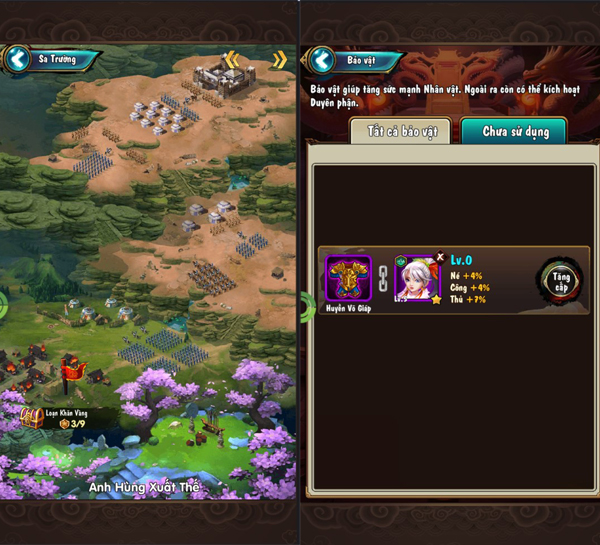 Sa Trường
Loạn Khăn Vàng
3/9
Anh Hùng Xuất Thế
Bảo vật
Bảo vật giúp tăng sức mạnh Nhân vật. Ngoài ra còn có thể kích hoạt
Duyên phận.
Tất cả bảo vật
Chưa sử dụng
Lv.0
Né +4%
Công +4%
Thủ +7%
Tăng
cấp
Huyền Vũ Giáp